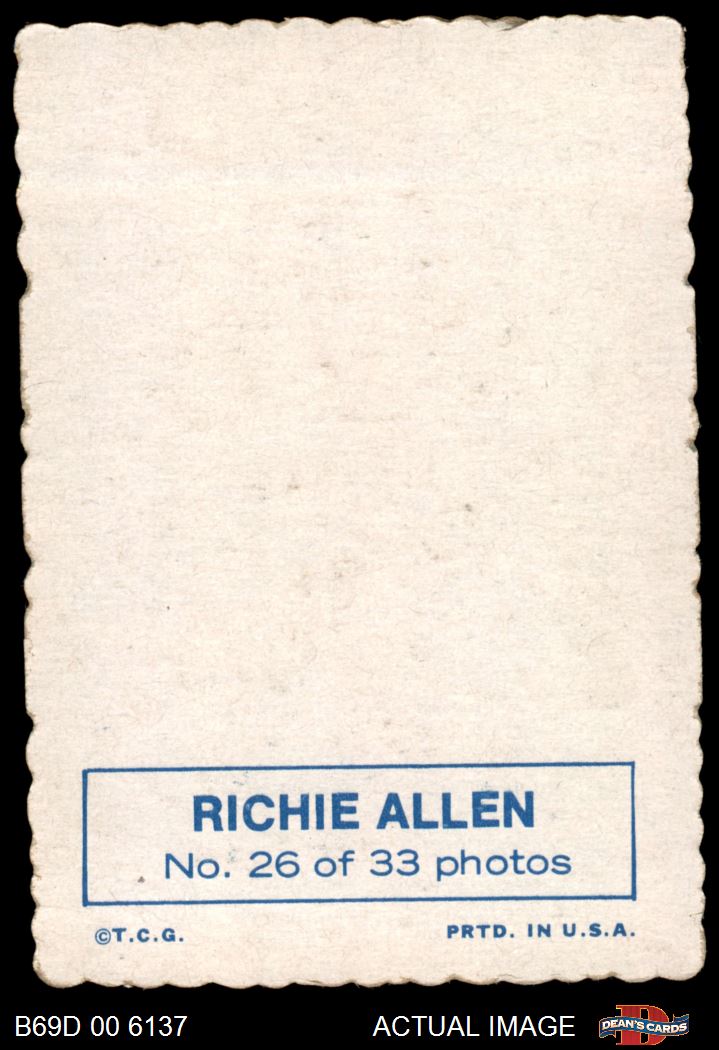 RICHIE ALLEN
No. 26 of 33 photos
©T.C.G. PRTD. IN U.S.A.
B69D 00 6137 ACTUAL IMAGE DEAN'S CARDS